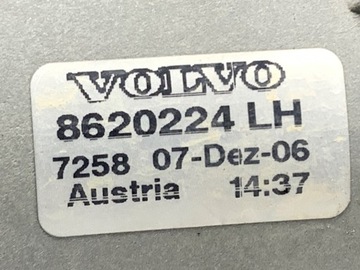 VOLVO
8620224 LH
7258 07-Dez-06
Austria 14:37